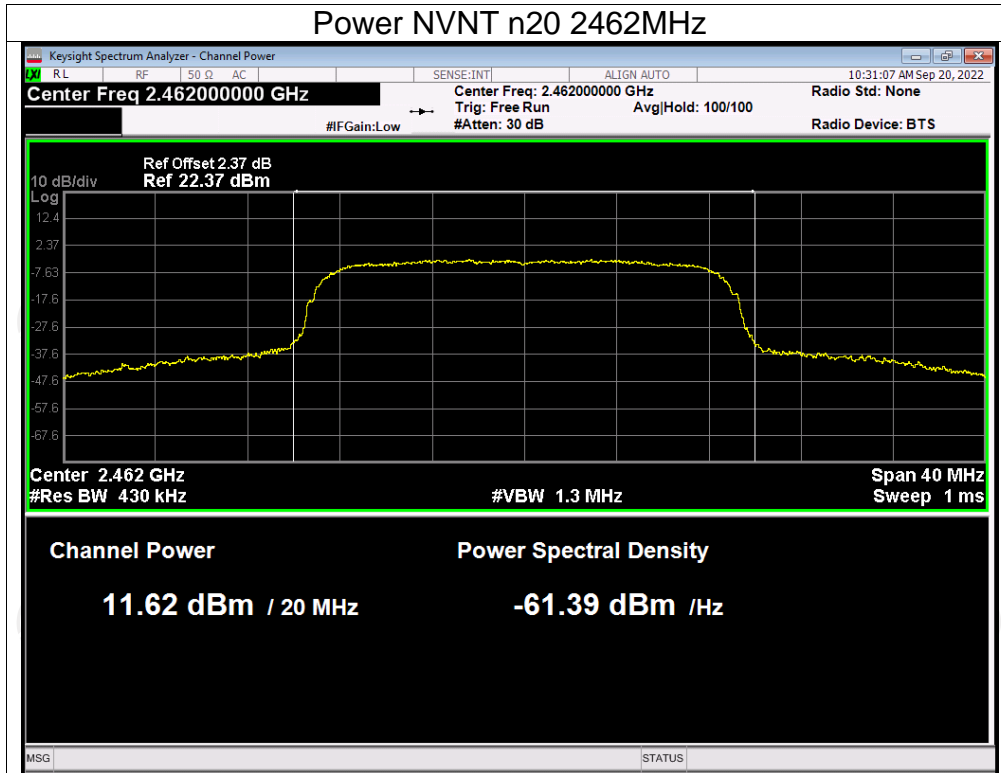 Power NVNT n20 2462MHz
Keysight Spectrum Analyzer - Channel Power
LXI RL RF 50 Ω AC SENSE:INT ALIGN AUTO 10:31:07 AM Sep 20, 2022
Center Freq 2.462000000 GHz Center Freq: 2.462000000 GHz Radio Std: None
Trig: Free Run Avg|Hold: 100/100
#IFGain:Low #Atten: 30 dB Radio Device: BTS
Ref Offset 2.37 dB
10 dB/div Ref 22.37 dBm
Log
12.4
2.37
-7.63
-17.6
-27.6
-37.6
-47.6
-57.6
-67.6
Center 2.462 GHz Span 40 MHz
#Res BW 430 kHz #VBW 1.3 MHz Sweep 1 ms
Channel Power Power Spectral Density
11.62 dBm / 20 MHz -61.39 dBm /Hz
MSG STATUS